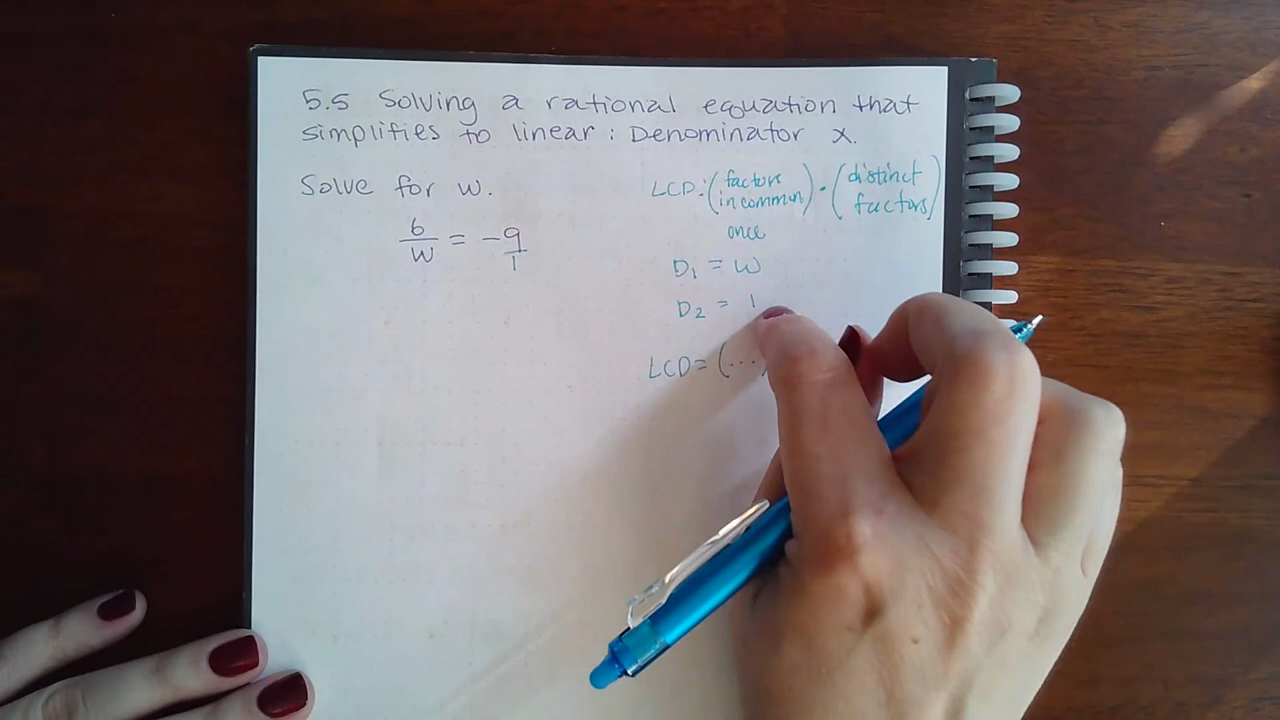 5.5 Solving a rational equation that
simplifies to linear: Denominator x.
Solve for w.
6/w = -9/1
LCD: (factors in common) · (distinct factors)
once
D₁ = w
D₂ = 1
LCD = (...)